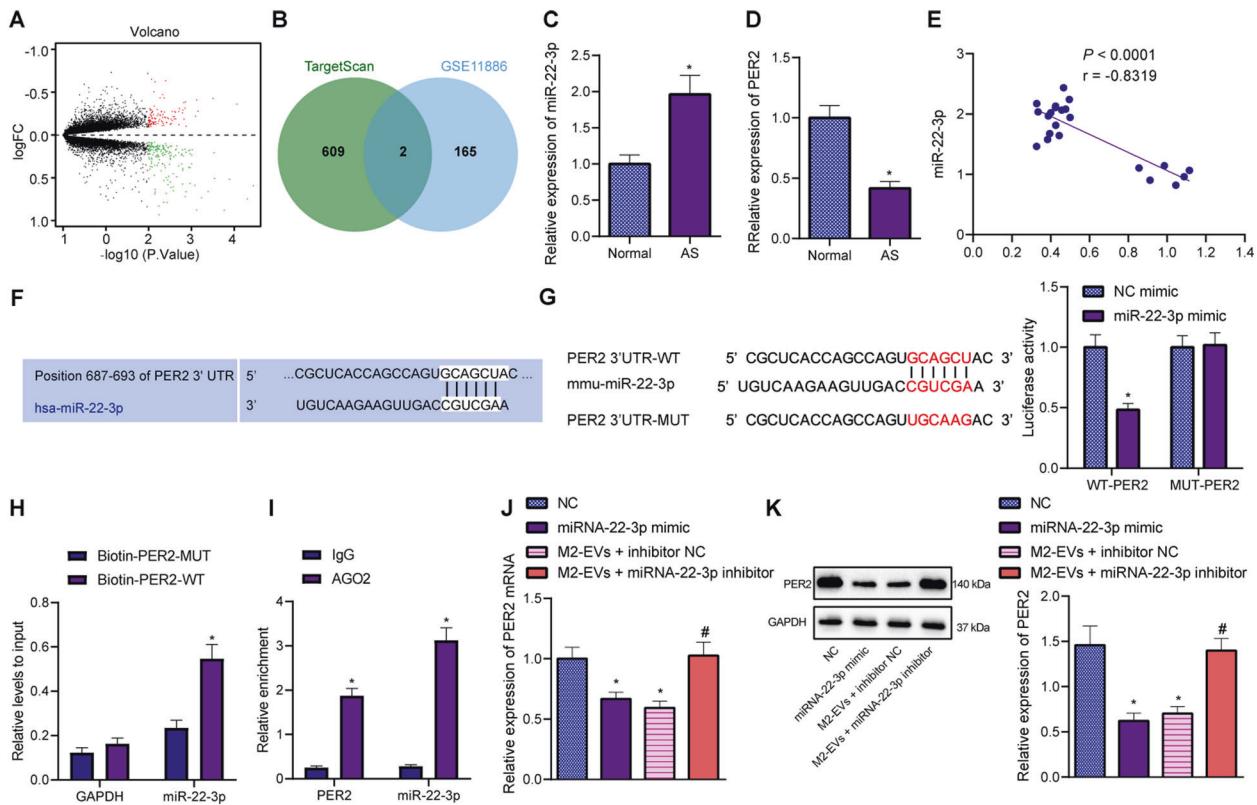 A
Volcano
-1.0
-0.5
0.0
0.5
1.0
logFC
1 0 1 2 3 4
-log10 (P.Value)
B
TargetScan
GSE11886
609
2
165
C
Relative expression of miR-22-3p
2.5
2.0
1.5
1.0
0.5
0.0
*
Normal
AS
D
RRelative expression of PER2
1.5
1.0
0.5
0.0
*
Normal
AS
E
P < 0.0001
r = -0.8319
miR-22-3p
3
2
1
0
0.0 0.2 0.4 0.6 0.8 1.0 1.2 1.4
F
Position 687-693 of PER2 3' UTR
5'
...CGCUCACCAGCCAGUGCAGCUAC ...
hsa-miR-22-3p
3'
UGUCAAGAAGUUGACCGUCGAA
G
PER2 3'UTR-WT
5' CGCUCACCAGCCAGUGCAGCUAC 3'
mmu-miR-22-3p
5' UGUCAAGAAGUUGACCGUCGAA 3'
PER2 3'UTR-MUT
5' CGCUCACCAGCCAGUUGCAAGAC 3'
NC mimic
miR-22-3p mimic
Luciferase activity
1.5
1.0
0.5
0.0
*
WT-PER2
MUT-PER2
H
Biotin-PER2-MUT
Biotin-PER2-WT
Relative levels to input
0.8
0.6
0.4
0.2
0.0
*
GAPDH
miR-22-3p
I
IgG
AGO2
Relative enrichment
4
3
2
1
0
*
*
PER2
miR-22-3p
J
NC
miRNA-22-3p mimic
M2-EVs + inhibitor NC
M2-EVs + miRNA-22-3p inhibitor
Relative expression of PER2 mRNA
1.5
1.0
0.5
0.0
*
*
#
K
PER2
140 kDa
GAPDH
37 kDa
NC
miRNA-22-3p mimic
M2-EVs + inhibitor NC
M2-EVs + miRNA-22-3p inhibitor
NC
miRNA-22-3p mimic
M2-EVs + inhibitor NC
M2-EVs + miRNA-22-3p inhibitor
Relative expression of PER2
2.0
1.5
1.0
0.5
0.0
*
*
#